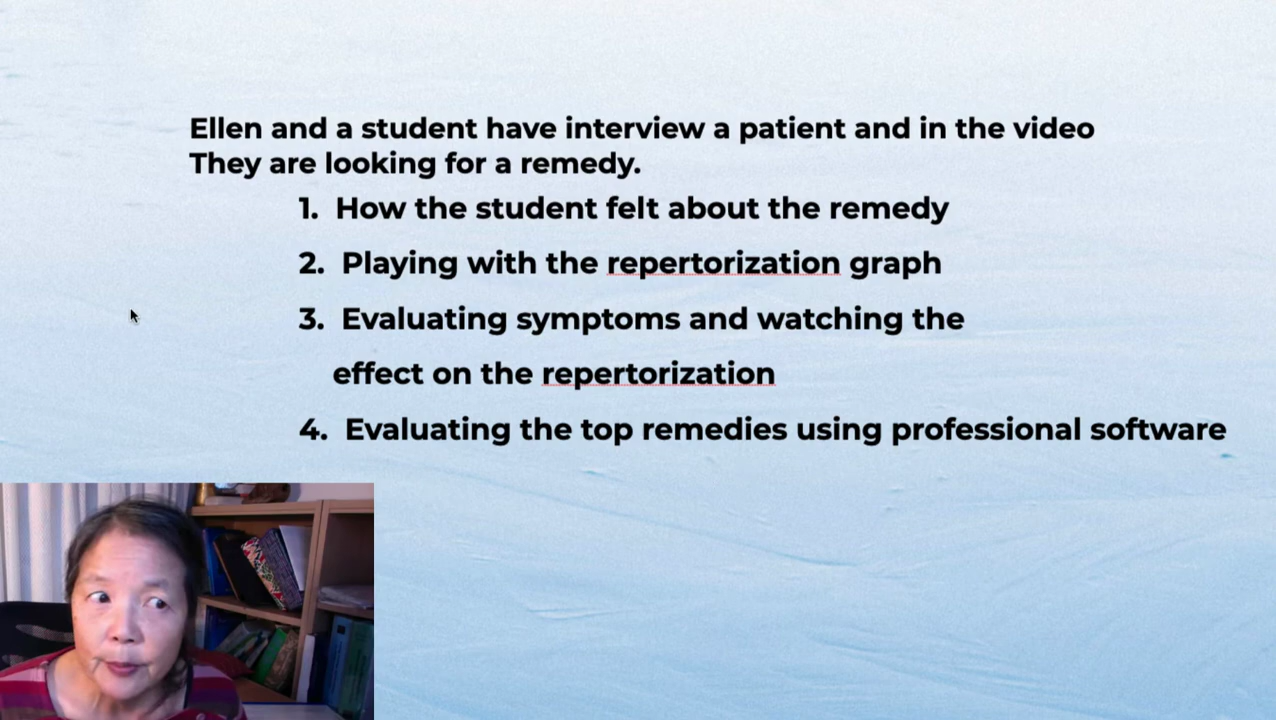 Ellen and a student have interview a patient and in the video
They are looking for a remedy.
1. How the student felt about the remedy
2. Playing with the repertorization graph
3. Evaluating symptoms and watching the
effect on the repertorization
4. Evaluating the top remedies using professional software